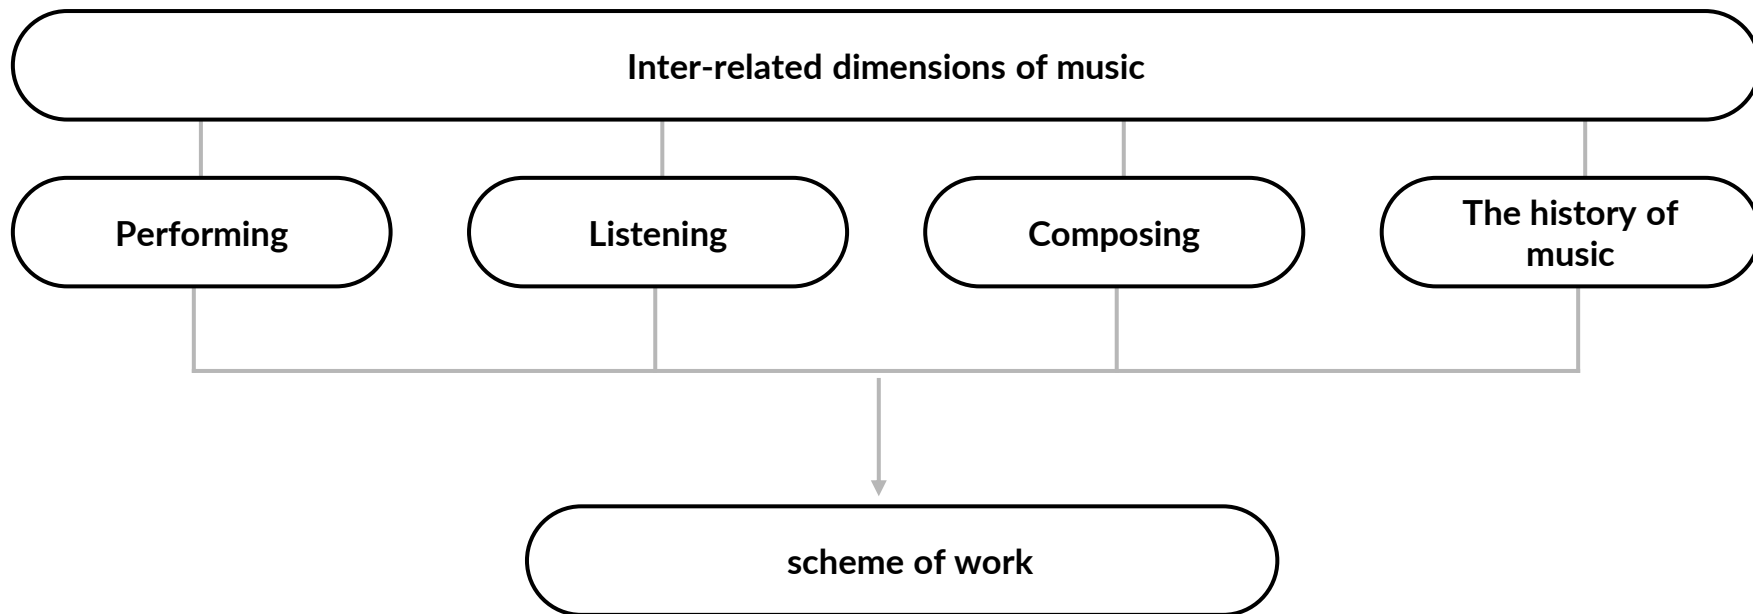 Inter-related dimensions of music
Performing
Listening
Composing
The history of
music
scheme of work